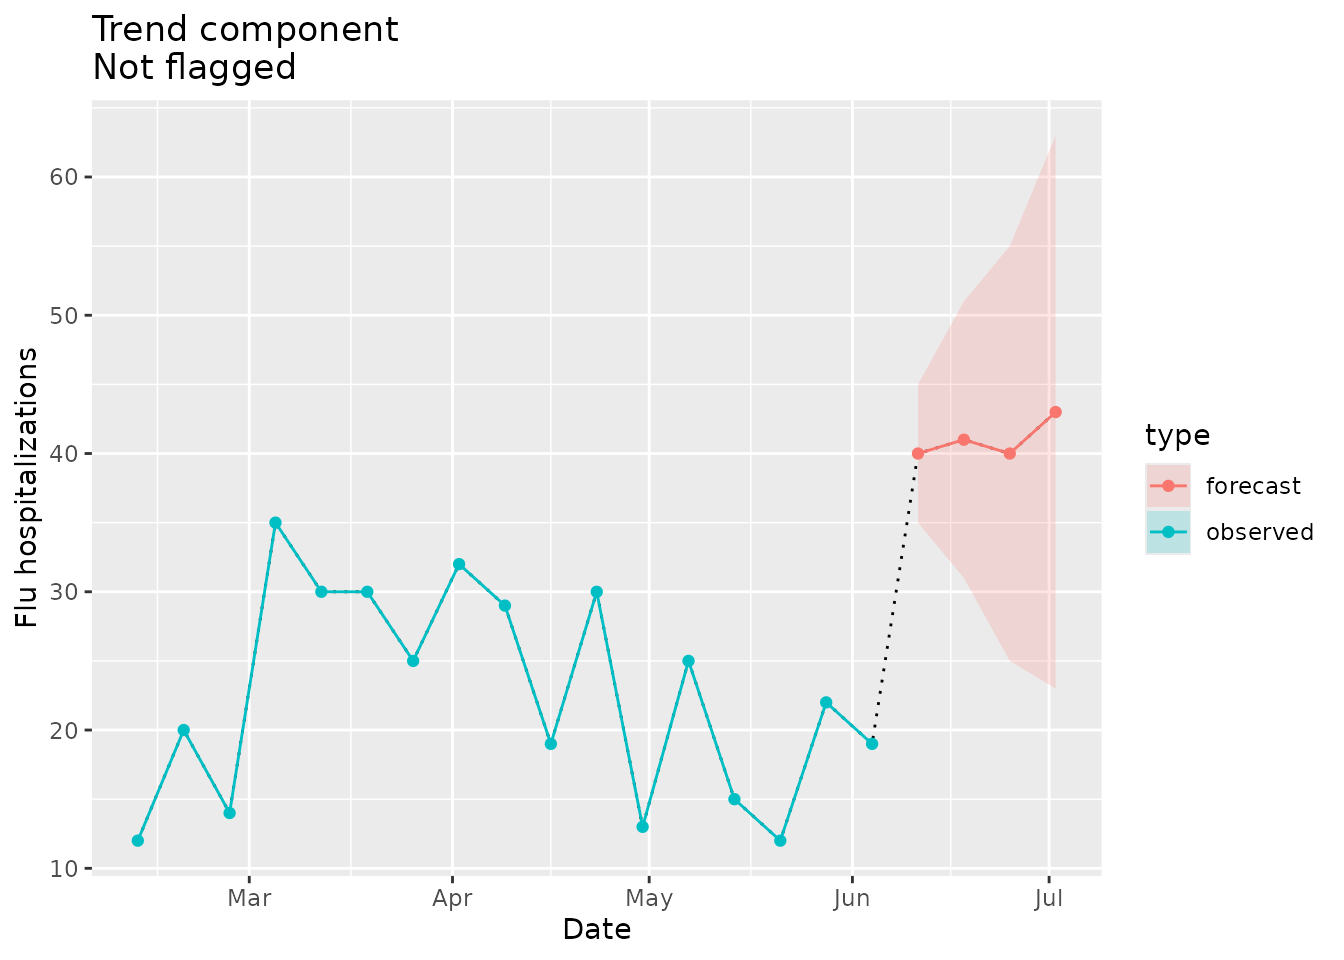 Trend component
Not flagged
60
50
40
30
20
10
Flu hospitalizations
Mar
Apr
May
Jun
Jul
Date
type
forecast
observed